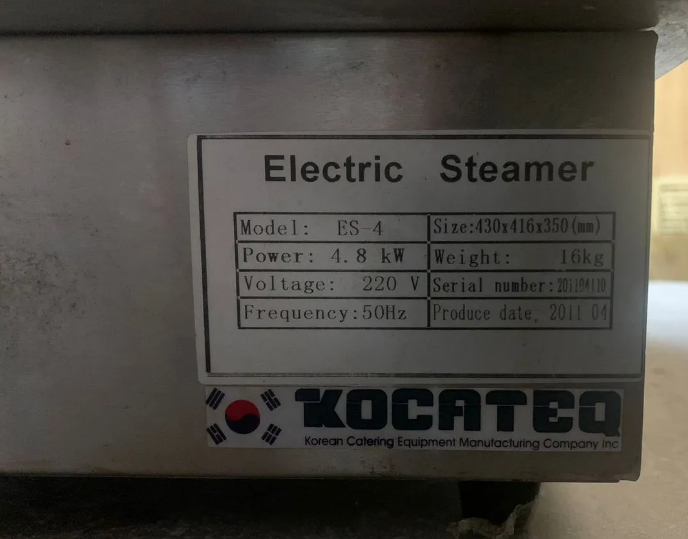 Electric Steamer
Model: ES-4 Size:430x416x350(mm)
Power: 4.8 kW Weight: 16kg
Voltage: 220 V Serial number: 201104110
Frequency:50Hz Produce date, 2011 04
KOCATEQ
Korean Catering Equipment Manufacturing Company Inc